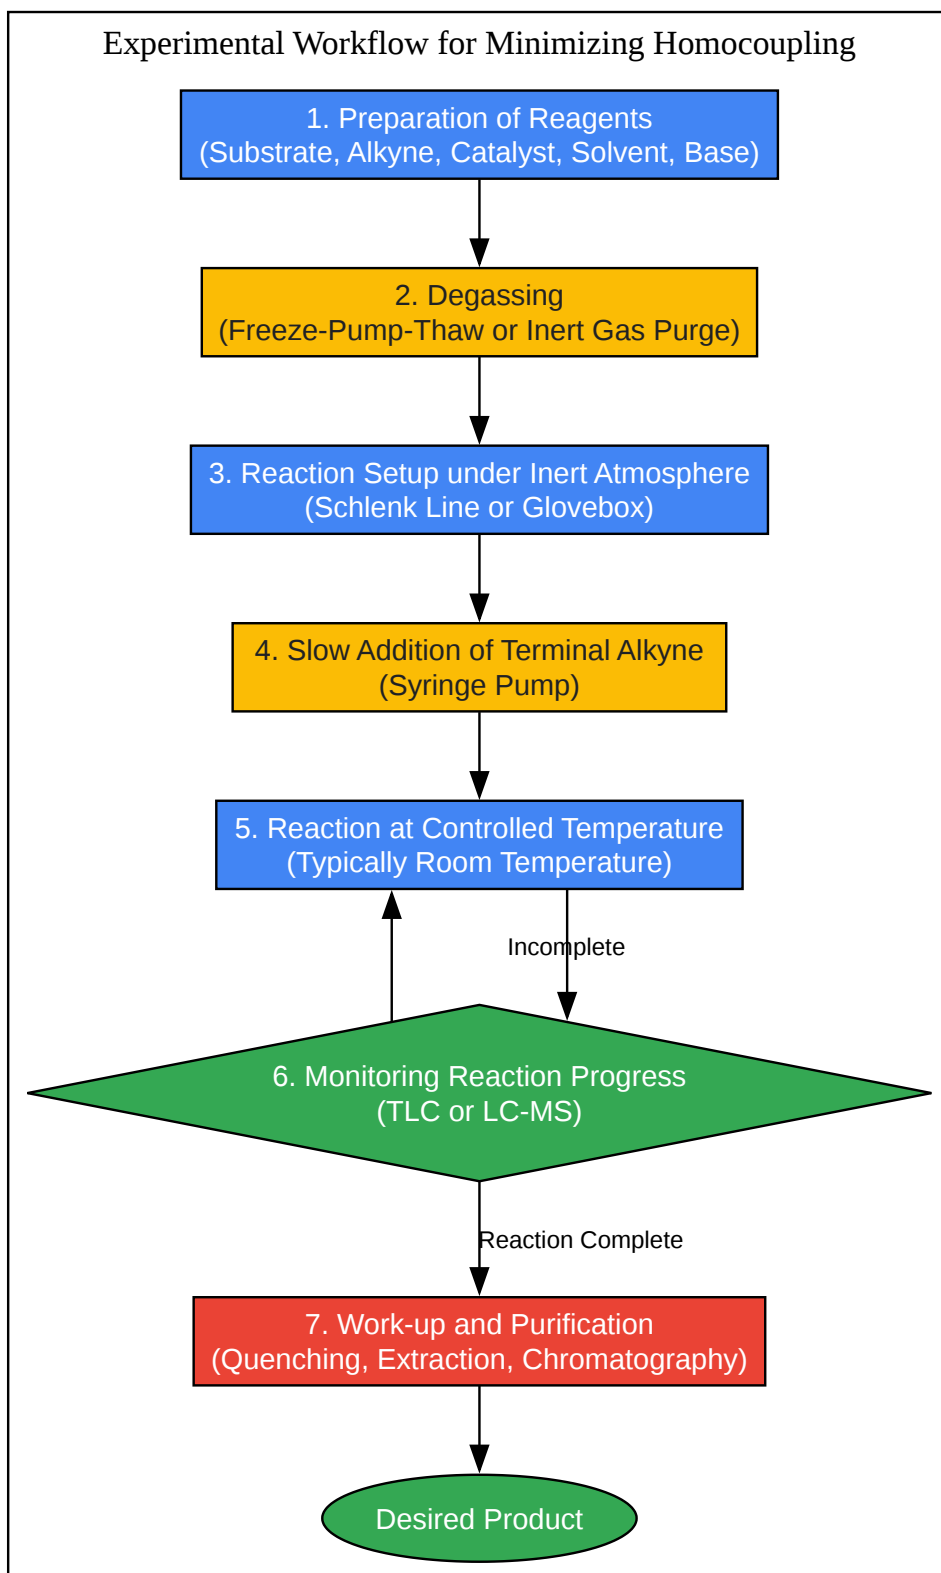 Experimental Workflow for Minimizing Homocoupling
1. Preparation of Reagents
(Substrate, Alkyne, Catalyst, Solvent, Base)
2. Degassing
(Freeze-Pump-Thaw or Inert Gas Purge)
3. Reaction Setup under Inert Atmosphere
(Schlenk Line or Glovebox)
4. Slow Addition of Terminal Alkyne
(Syringe Pump)
5. Reaction at Controlled Temperature
(Typically Room Temperature)
Incomplete
6. Monitoring Reaction Progress
(TLC or LC-MS)
Reaction Complete
7. Work-up and Purification
(Quenching, Extraction, Chromatography)
Desired Product